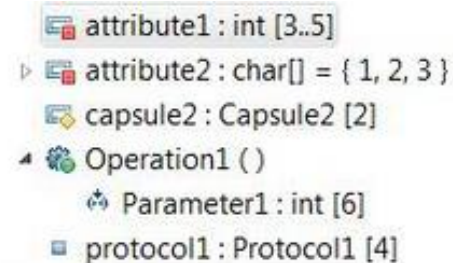 attribute1 : int [3..5]
attribute2 : char[] = { 1, 2, 3 }
capsule2 : Capsule2 [2]
Operation1 ( )
Parameter1 : int [6]
protocol1 : Protocol1 [4]